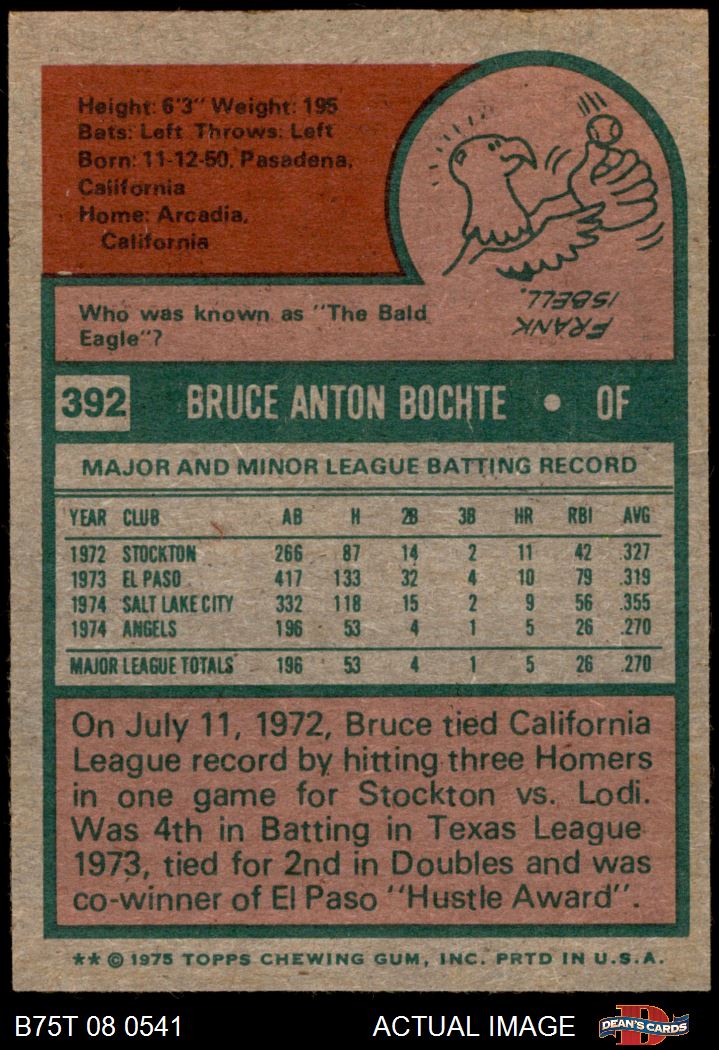 Height: 6'3" Weight: 195
Bats: Left Throws: Left
Born: 11-12-50, Pasadena,
California
Home: Arcadia,
California
Who was known as "The Bald
Eagle"?
FRANK
ISBELL.
392 BRUCE ANTON BOCHTE • OF
MAJOR AND MINOR LEAGUE BATTING RECORD
YEAR CLUB AB H 2B 3B HR RBI AVG
1972 STOCKTON 266 87 14 2 11 42 .327
1973 EL PASO 417 133 32 4 10 79 .319
1974 SALT LAKE CITY 332 118 15 2 9 56 .355
1974 ANGELS 196 53 4 1 5 26 .270
MAJOR LEAGUE TOTALS 196 53 4 1 5 26 .270
On July 11, 1972, Bruce tied California
League record by hitting three Homers
in one game for Stockton vs. Lodi.
Was 4th in Batting in Texas League
1973, tied for 2nd in Doubles and was
co-winner of El Paso "Hustle Award".
** © 1975 TOPPS CHEWING GUM, INC. PRTD IN U.S.A.
B75T 08 0541 ACTUAL IMAGE D DEAN'S CARDS